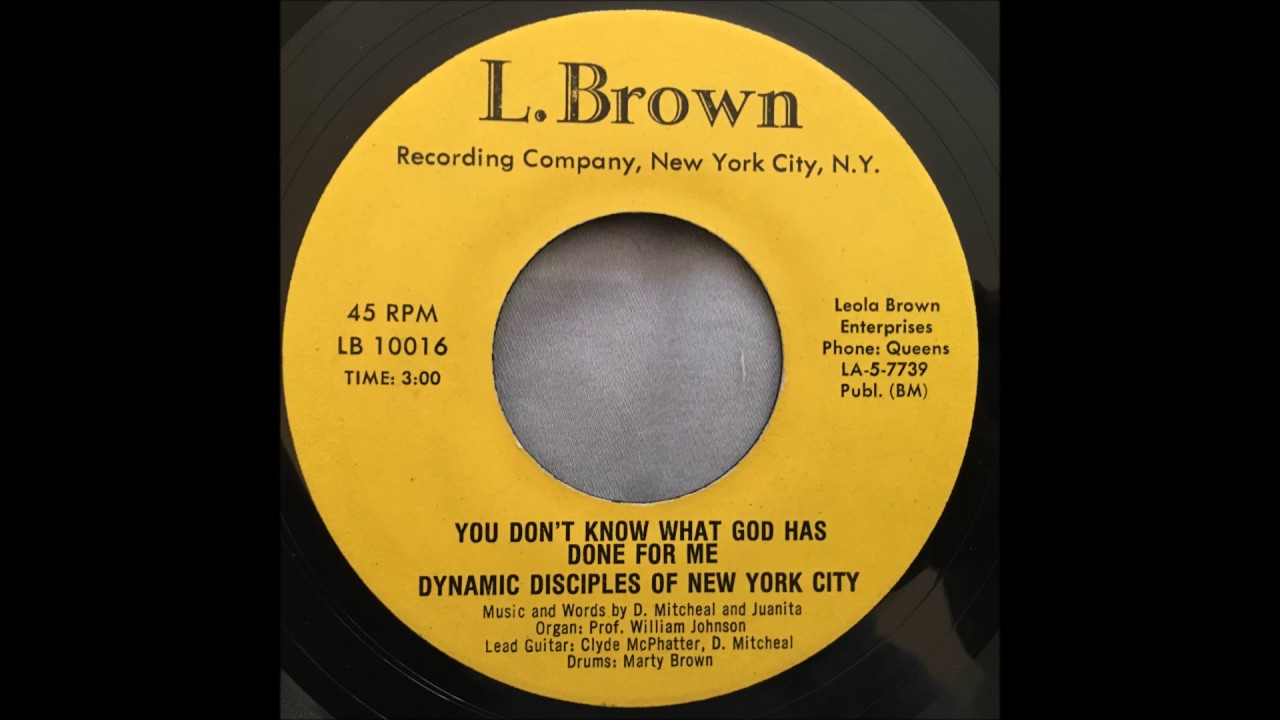 L. Brown
Recording Company, New York City, N.Y.
45 RPM
LB 10016
TIME: 3:00
Leola Brown
Enterprises
Phone: Queens
LA-5-7739
Publ. (BM)
YOU DON'T KNOW WHAT GOD HAS
DONE FOR ME
DYNAMIC DISCIPLES OF NEW YORK CITY
Music and Words by D. Mitcheal and Juanita
Organ: Prof. William Johnson
Lead Guitar: Clyde McPhatter, D. Mitcheal
Drums: Marty Brown